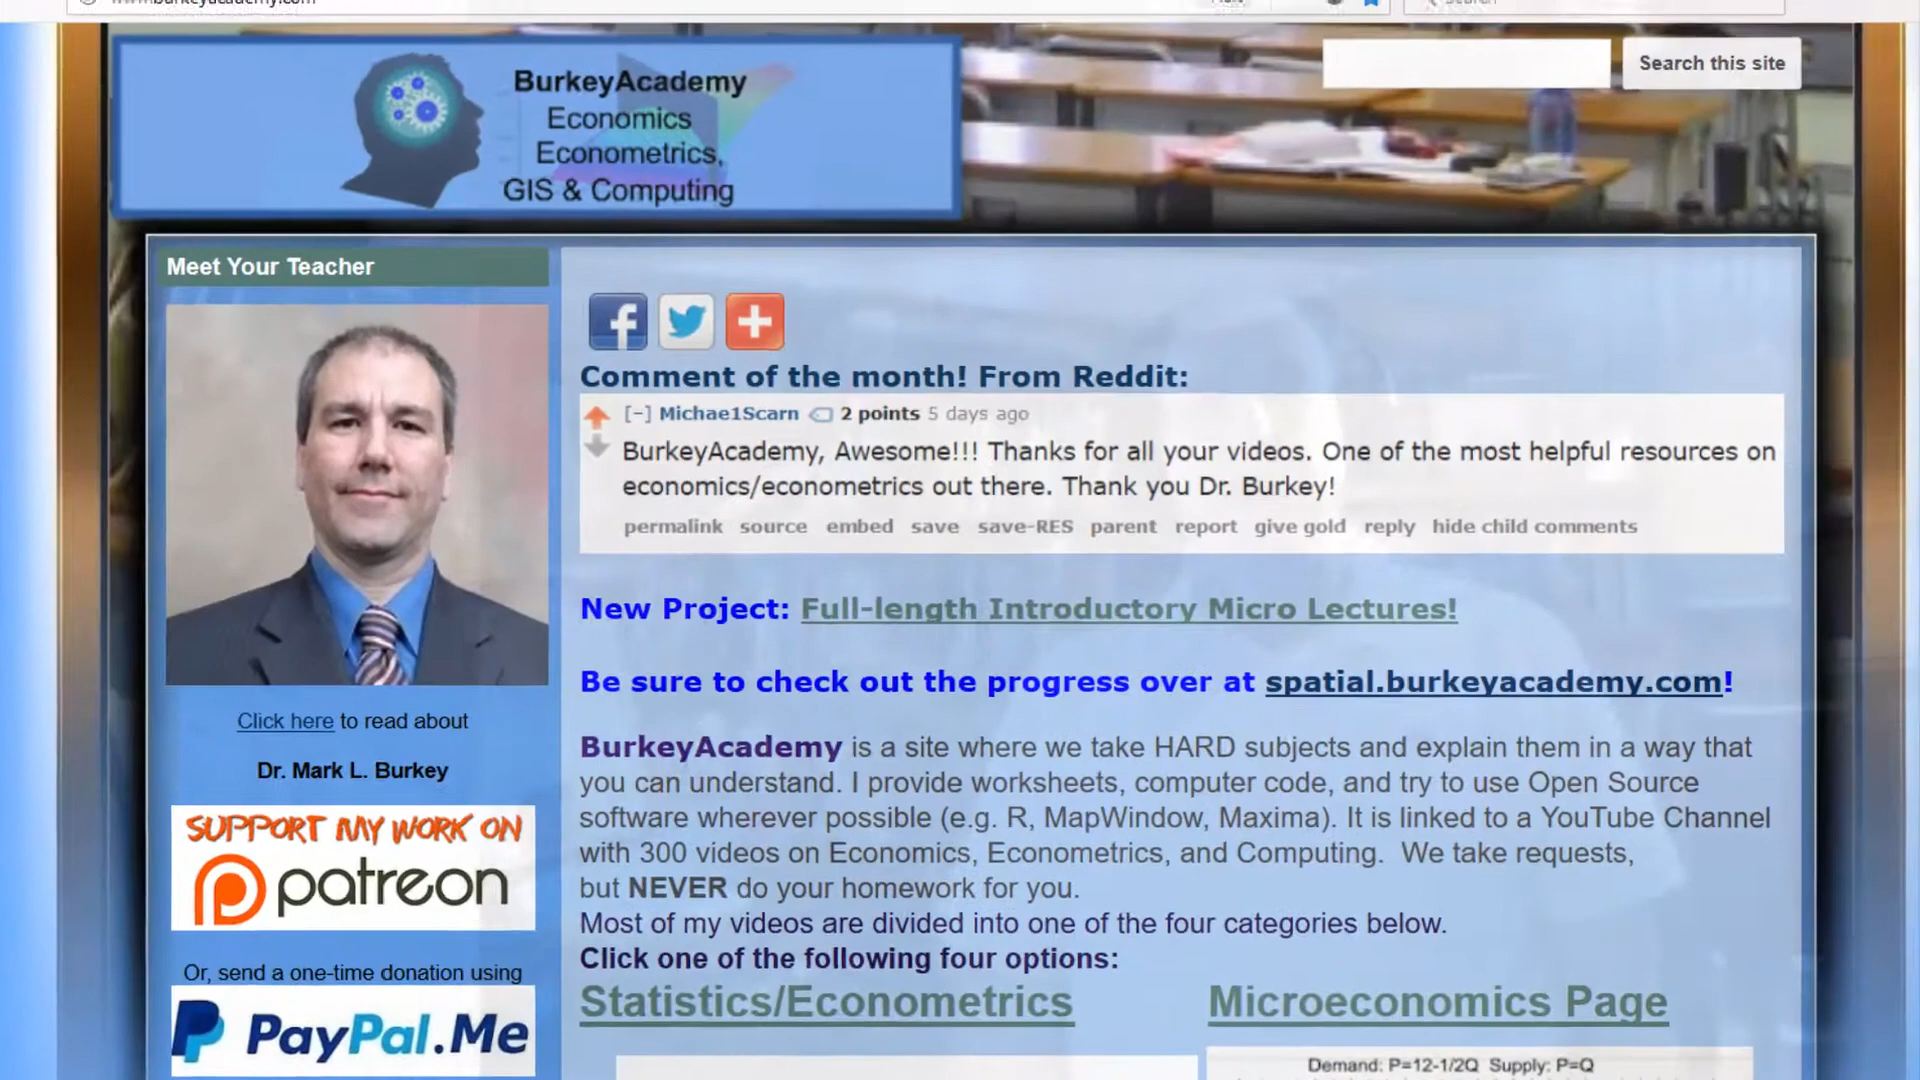 BurkeyAcademy
Economics
Econometrics,
GIS & Computing
Search this site
Meet Your Teacher
Click here to read about
Dr. Mark L. Burkey
SUPPORT MY WORK ON
patreon
Or, send a one-time donation using
PayPal.Me
Comment of the month! From Reddit:
[–] Michae1Scarn 2 points 5 days ago
BurkeyAcademy, Awesome!!! Thanks for all your videos. One of the most helpful resources on
economics/econometrics out there. Thank you Dr. Burkey!
permalink source embed save save-RES parent report give gold reply hide child comments
New Project: Full-length Introductory Micro Lectures!
Be sure to check out the progress over at spatial.burkeyacademy.com!
BurkeyAcademy is a site where we take HARD subjects and explain them in a way that
you can understand. I provide worksheets, computer code, and try to use Open Source
software wherever possible (e.g. R, MapWindow, Maxima). It is linked to a YouTube Channel
with 300 videos on Economics, Econometrics, and Computing. We take requests,
but NEVER do your homework for you.
Most of my videos are divided into one of the four categories below.
Click one of the following four options:
Statistics/Econometrics
Microeconomics Page
Demand: P=12-1/2Q Supply: P=Q